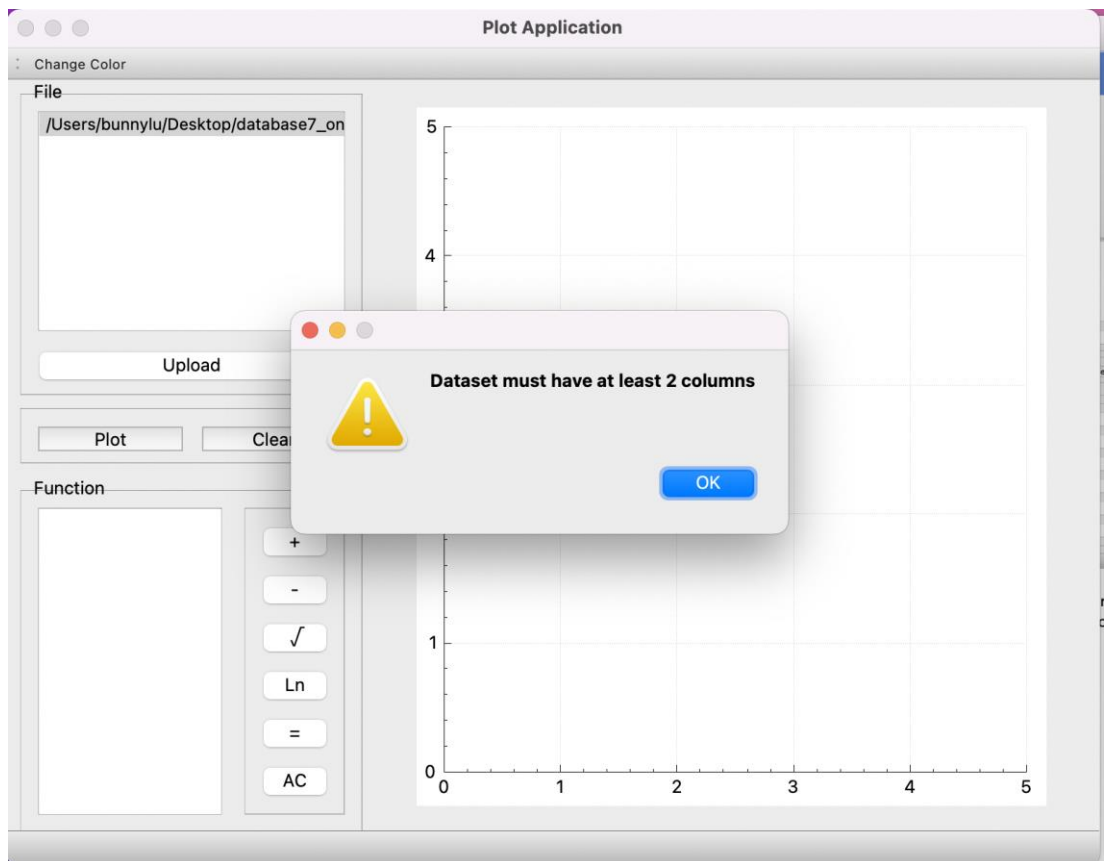 Plot Application
Change Color
File
/Users/bunnylu/Desktop/database7_on
Upload
Plot
Clea
Function
+
-
√
Ln
=
AC
Dataset must have at least 2 columns
OK
5
4
1
0
0 1 2 3 4 5